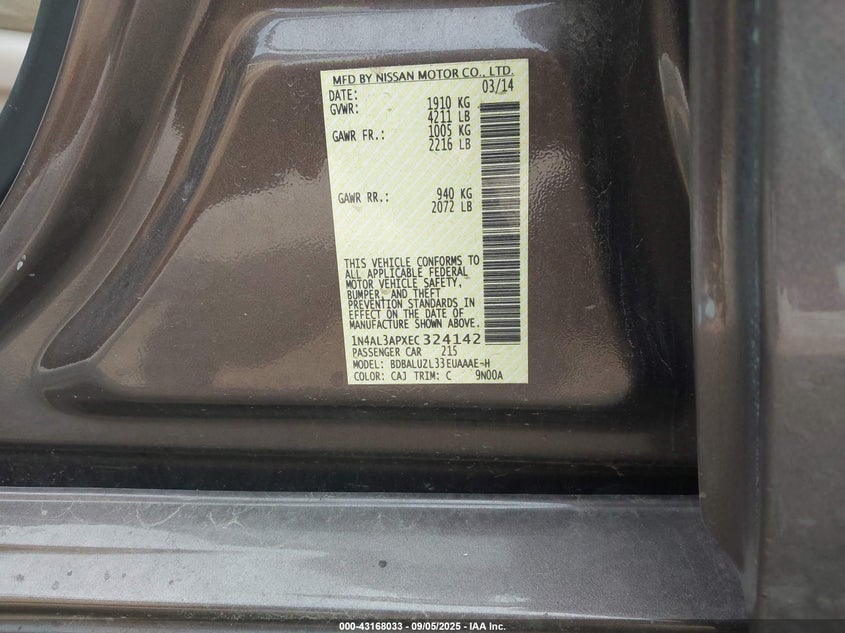 MFD BY NISSAN MOTOR CO., LTD.
DATE: 03/14
GVWR: 1910 KG
4211 LB
GAWR FR.: 1005 KG
2216 LB
GAWR RR.: 940 KG
2072 LB
THIS VEHICLE CONFORMS TO
ALL APPLICABLE FEDERAL
MOTOR VEHICLE SAFETY,
BUMPER, AND THEFT
PREVENTION STANDARDS IN
EFFECT ON THE DATE OF
MANUFACTURE SHOWN ABOVE.
1N4AL3APXEC324142
PASSENGER CAR 215
MODEL: BDBALUZL33EUAAAE-H
COLOR: CAJ TRIM: C 9N00A
000-43168033 - 09/05/2025 - IAA Inc.